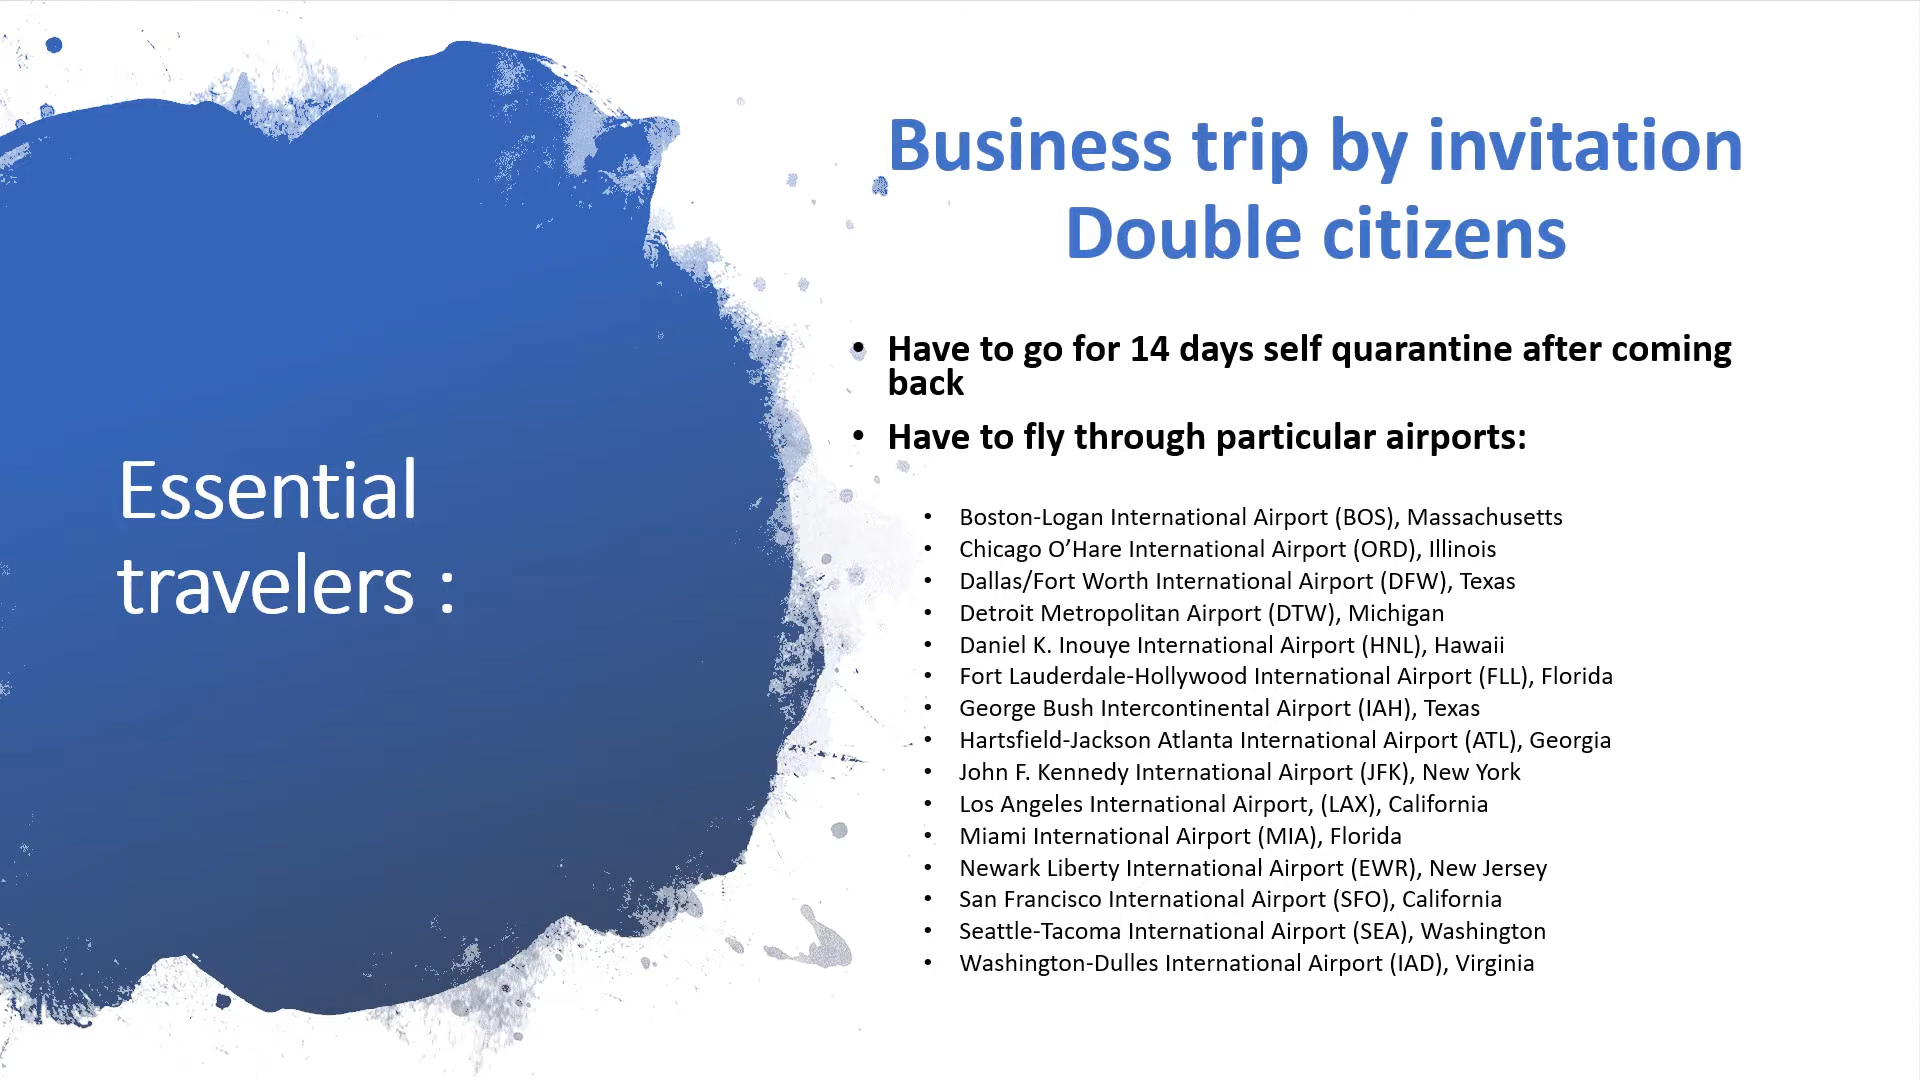 Essential
travelers :
Business trip by invitation
Double citizens
• Have to go for 14 days self quarantine after coming
back
• Have to fly through particular airports:
• Boston-Logan International Airport (BOS), Massachusetts
• Chicago O’Hare International Airport (ORD), Illinois
• Dallas/Fort Worth International Airport (DFW), Texas
• Detroit Metropolitan Airport (DTW), Michigan
• Daniel K. Inouye International Airport (HNL), Hawaii
• Fort Lauderdale-Hollywood International Airport (FLL), Florida
• George Bush Intercontinental Airport (IAH), Texas
• Hartsfield-Jackson Atlanta International Airport (ATL), Georgia
• John F. Kennedy International Airport (JFK), New York
• Los Angeles International Airport, (LAX), California
• Miami International Airport (MIA), Florida
• Newark Liberty International Airport (EWR), New Jersey
• San Francisco International Airport (SFO), California
• Seattle-Tacoma International Airport (SEA), Washington
• Washington-Dulles International Airport (IAD), Virginia